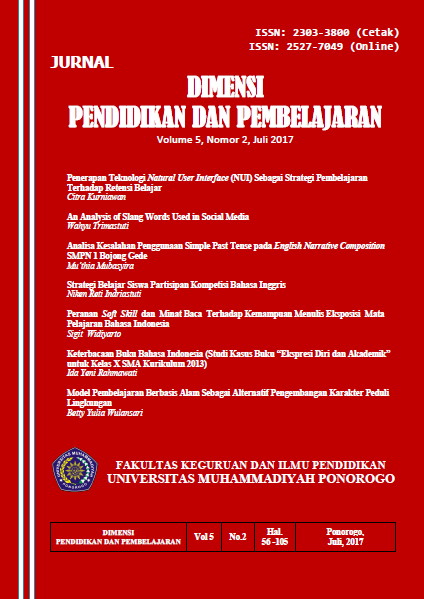 ISSN: 2303-3800 (Cetak)
ISSN: 2527-7049 (Online)
JURNAL
DIMENSI
PENDIDIKAN DAN PEMBELAJARAN
Volume 5, Nomor 2, Juli 2017
Penerapan Teknologi Natural User Interface (NUI) Sebagai Strategi Pembelajaran
Terhadap Retensi Belajar
Citra Kurniawan
An Analysis of Slang Words Used in Social Media
Wahyu Trimastuti
Analisa Kesalahan Penggunaan Simple Past Tense pada English Narrative Composition
SMPN 1 Bojong Gede
Mu'thia Mubasyira
Strategi Belajar Siswa Partisipan Kompetisi Bahasa Inggris
Niken Reti Indriastuti
Peranan Soft Skill dan Minat Baca Terhadap Kemampuan Menulis Eksposisi Mata
Pelajaran Bahasa Indonesia
Sigit Widiyarto
Keterbacaan Buku Bahasa Indonesia (Studi Kasus Buku “Ekspresi Diri dan Akademik”
untuk Kelas X SMA Kurikulum 2013)
Ida Yeni Rahmawati
Model Pembelajaran Berbasis Alam Sebagai Alternatif Pengembangan Karakter Peduli
Lingkungan
Betty Yulia Wulansari
FAKULTAS KEGURUAN DAN ILMU PENDIDIKAN
UNIVERSITAS MUHAMMADIYAH PONOROGO
DIMENSI
PENDIDIKAN DAN PEMBELAJARAN
Vol 5
No.2
Hal.
56 -105
Ponorogo,
Juli, 2017